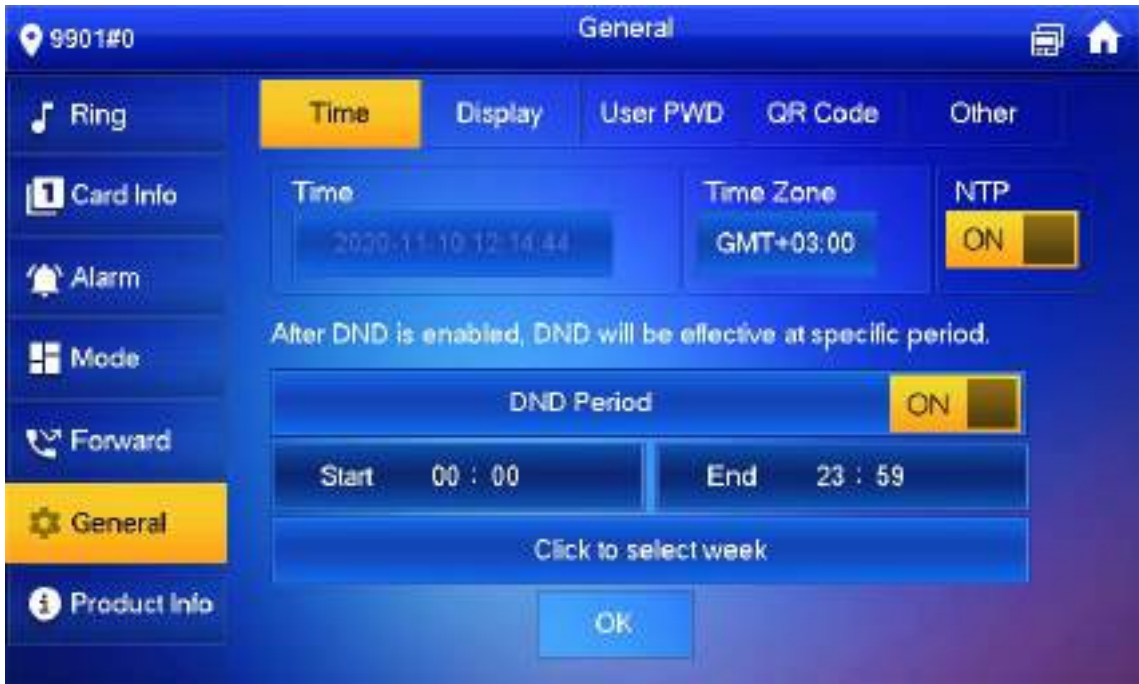 9901#0
General
Ring
Card Info
Alarm
Mode
Forward
General
Product Info
Time
Display
User PWD
QR Code
Other
Time
2020-11-10 12:14:44
Time Zone
GMT+03:00
NTP
ON
After DND is enabled, DND will be effective at specific period.
DND Period
ON
Start 00 : 00
End 23 : 59
Click to select week
OK